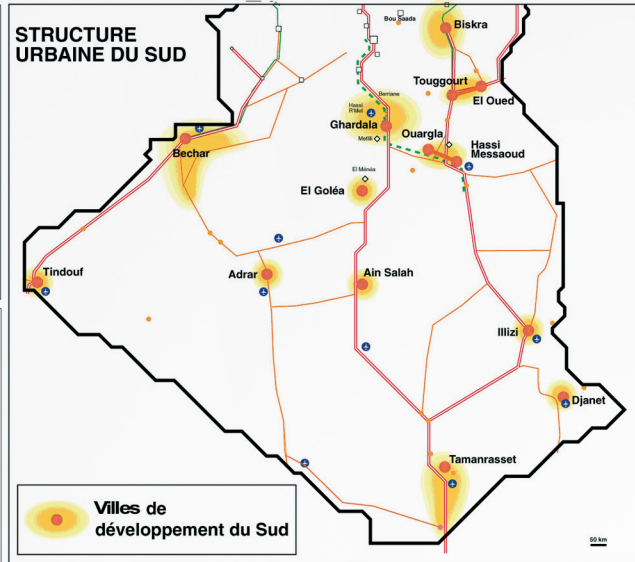 STRUCTURE
URBAINE DU SUD
Bou Saada
Biskra
Touggourt
El Oued
Berriane
Hassi
R'Mel
Ghardala
Metlili
Ouargla
Hassi
Messaoud
Bechar
El Ménéa
El Goléa
Tindouf
Adrar
Ain Salah
Illizi
Djanet
Tamanrasset
Villes de
développement du Sud
50 km